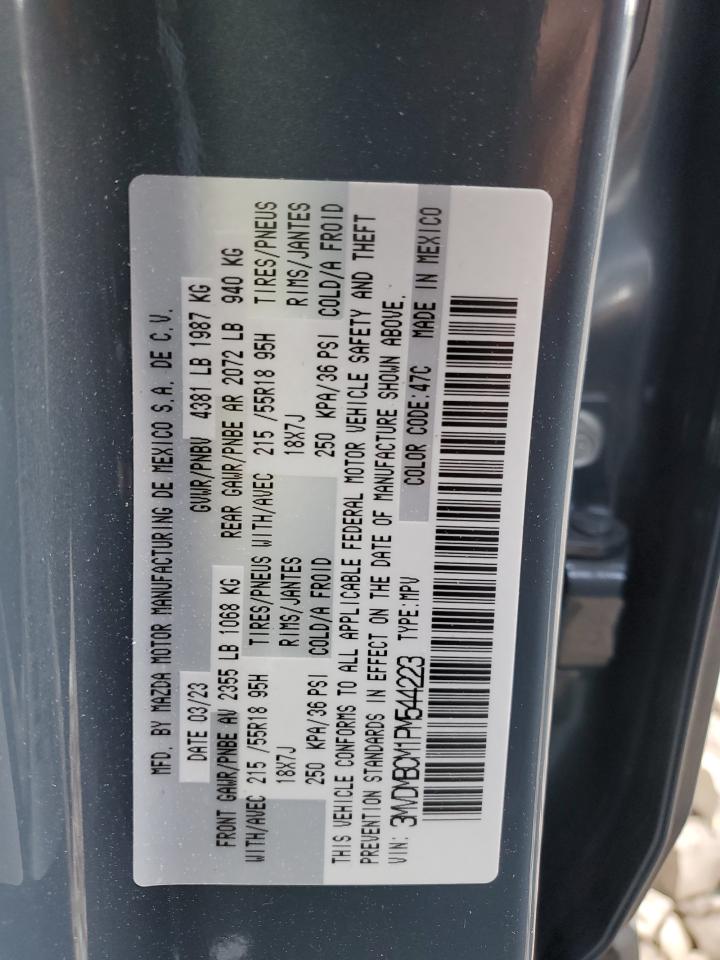 MFD. BY MAZDA MOTOR MANUFACTURING DE MEXICO S.A. DE C.V.
DATE 03/23 GVWR/PNBV 4381 LB 1987 KG
FRONT GAWR/PNBE AV 2355 LB 1068 KG REAR GAWR/PNBE AR 2072 LB 940 KG
WITH/AVEC 215 /55R18 95H TIRES/PNEUS WITH/AVEC 215 /55R18 95H TIRES/PNEUS
18X7J RIMS/JANTES 18X7J RIMS/JANTES
250 KPA/36 PSI COLD/A FROID 250 KPA/36 PSI COLD/A FROID
THIS VEHICLE CONFORMS TO ALL APPLICABLE FEDERAL MOTOR VEHICLE SAFETY AND THEFT
PREVENTION STANDARDS IN EFFECT ON THE DATE OF MANUFACTURE SHOWN ABOVE.
VIN: 3MVDMBCM1PM544223 TYPE:MPV COLOR CODE:47C MADE IN MEXICO